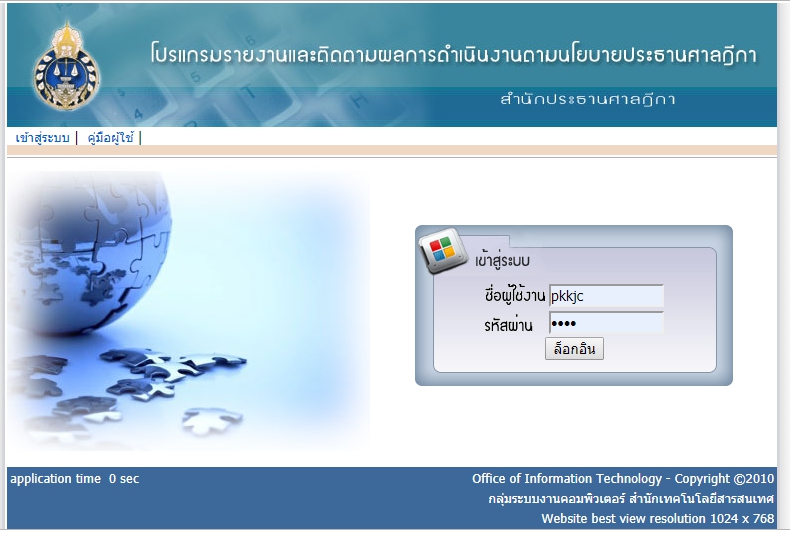 โปรแกรมรายงานและติดตามผลการดำเนินงานตามนโยบายประธานศาลฎีกา
สำนักประธานศาลฎีกา
เข้าสู่ระบบ | คู่มือผู้ใช้ |
เข้าสู่ระบบ
ชื่อผู้ใช้งาน pkkjc
รหัสผ่าน ••••
ล็อกอิน
application time 0 sec
Office of Information Technology - Copyright ©2010
กลุ่มระบบงานคอมพิวเตอร์ สำนักเทคโนโลยีสารสนเทศ
Website best view resolution 1024 x 768